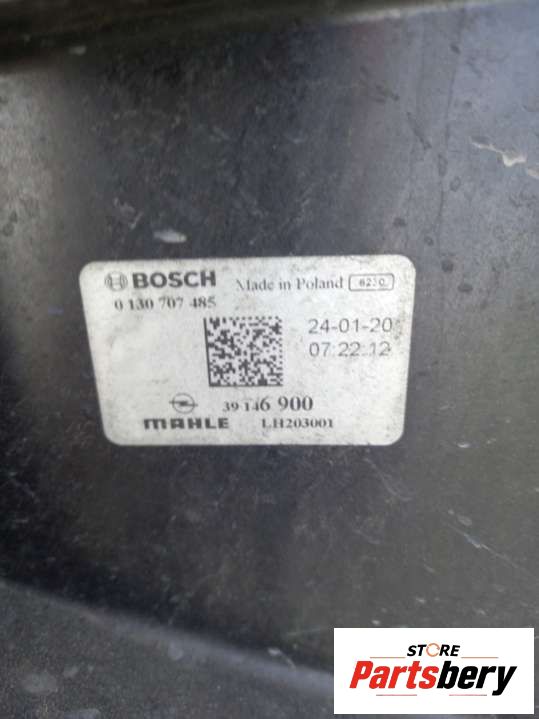 BOSCH Made in Poland 6230
0 130 707 485
24-01-20
07:22:12
39 146 900
MAHLE LH203001
STORE
Partsbery